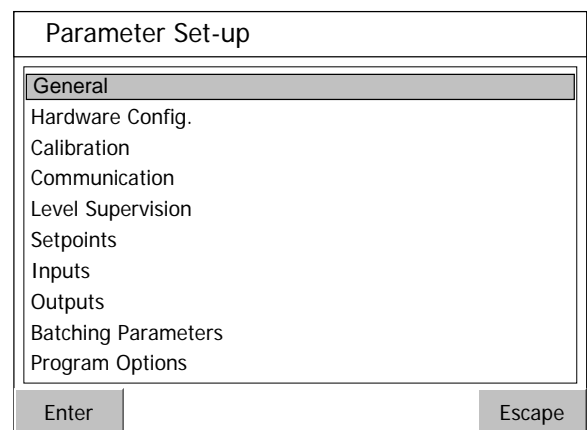 Parameter Set-up
General
Hardware Config.
Calibration
Communication
Level Supervision
Setpoints
Inputs
Outputs
Batching Parameters
Program Options
Enter
Escape